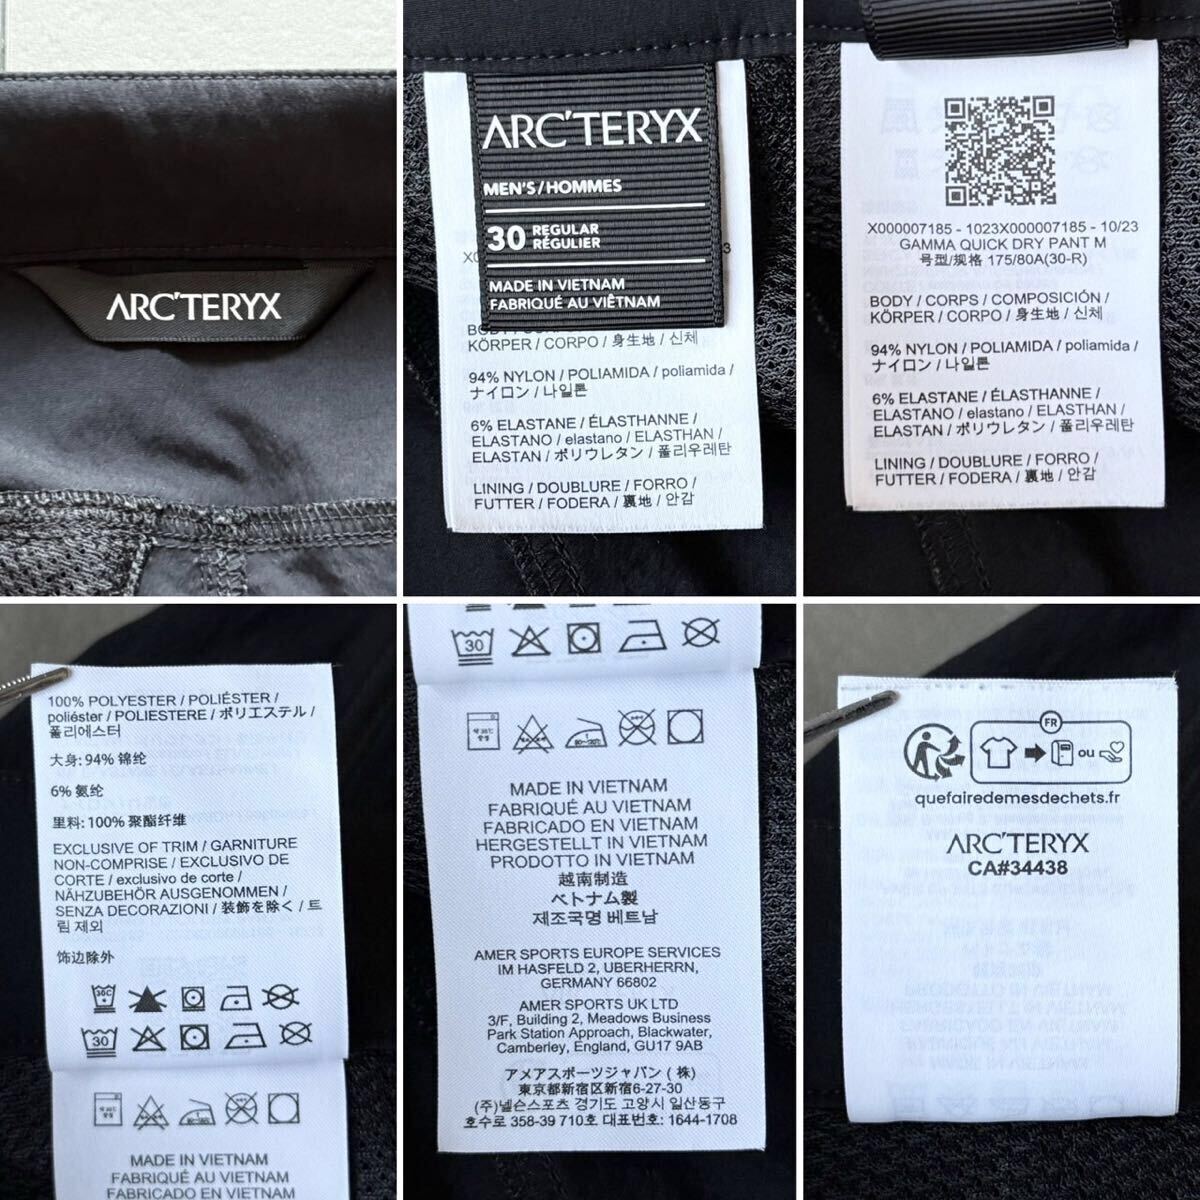 ARC'TERYX
ARC'TERYX
MEN'S/HOMMES
30 REGULAR
RÉGULIER
MADE IN VIETNAM
FABRIQUÉ AU VIÊTNAM
KÖRPER / CORPO / 身生地 / 신체
94% NYLON / POLIAMIDA / poliamida /
ナイロン / 나일론
6% ELASTANE / ÉLASTHANNE /
ELASTANO / elastano / ELASTHAN /
ELASTAN / ポリウレタン / 폴리우레탄
LINING / DOUBLURE / FORRO /
FUTTER / FODERA / 裏地 / 안감
X000007185 - 1023X000007185 - 10/23
GAMMA QUICK DRY PANT M
号型/规格 175/80A(30-R)
BODY / CORPS / COMPOSICIÓN /
KÖRPER / CORPO / 身生地 / 신체
94% NYLON / POLIAMIDA / poliamida /
ナイロン / 나일론
6% ELASTANE / ÉLASTHANNE /
ELASTANO / elastano / ELASTHAN /
ELASTAN / ポリウレタン / 폴리우레탄
LINING / DOUBLURE / FORRO /
FUTTER / FODERA / 裏地 / 안감
100% POLYESTER / POLIÉSTER /
poliéster / POLIESTERE / ポリエステル /
폴리에스터
大身: 94% 锦纶
6% 氨纶
里料: 100% 聚酯纤维
EXCLUSIVE OF TRIM / GARNITURE
NON-COMPRISE / EXCLUSIVO DE
CORTE / exclusivo de corte /
NÄHZUBEHÖR AUSGENOMMEN /
SENZA DECORAZIONI / 装飾を除く / 트
림 제외
饰边除外
30C
30
MADE IN VIETNAM
FABRIQUÉ AU VIETNAM
FABRICADO EN VIETNAM
30
MADE IN VIETNAM
FABRIQUÉ AU VIETNAM
FABRICADO EN VIETNAM
HERGESTELLT IN VIETNAM
PRODOTTO IN VIETNAM
越南制造
ベトナム製
제조국명 베트남
AMER SPORTS EUROPE SERVICES
IM HASFELD 2, UBERHERRN,
GERMANY 66802
AMER SPORTS UK LTD
3/F, Building 2, Meadows Business
Park Station Approach, Blackwater,
Camberley, England, GU17 9AB
アメアスポーツジャパン ( 株)
東京都新宿区新宿6-27-30
(주)넬슨스포츠 경기도 고양시 일산동구
호수로 358-39 710호 대표번호: 1644-1708
FR
ou
quefairedemesdechets.fr
ARC'TERYX
CA#34438